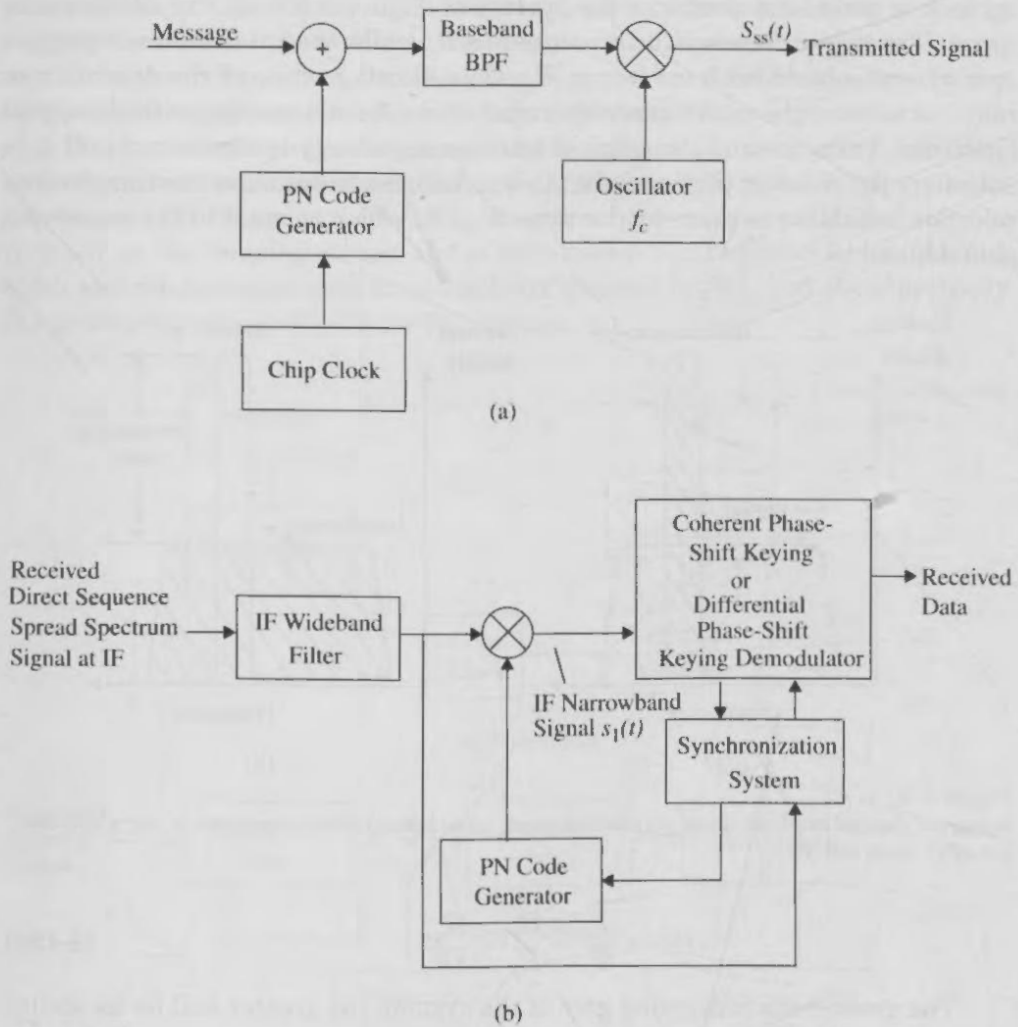 Message
+
Baseband
BPF
S_ss(t)
Transmitted Signal
PN Code
Generator
Oscillator
f_c
Chip Clock
(a)
Received
Direct Sequence
Spread Spectrum
Signal at IF
IF Wideband
Filter
IF Narrowband
Signal s_1(t)
Coherent Phase-
Shift Keying
or
Differential
Phase-Shift
Keying Demodulator
Received
Data
Synchronization
System
PN Code
Generator
(b)